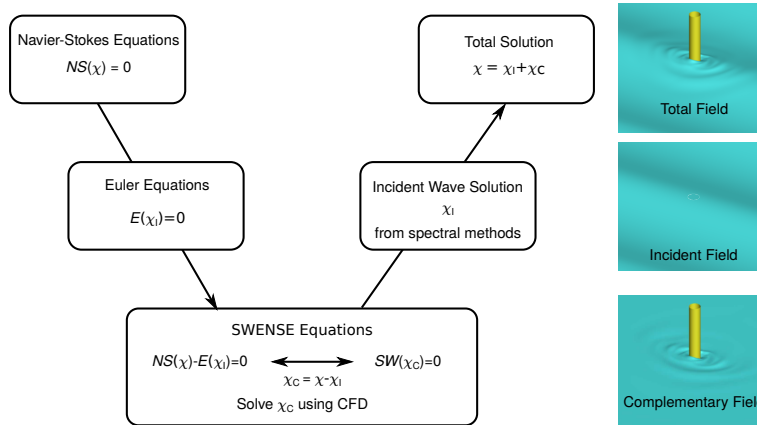 Navier-Stokes Equations
NS(χ) = 0
Total Solution
χ = χI+χC
Total Field
Euler Equations
E(χI)=0
Incident Wave Solution
χI
from spectral methods
Incident Field
SWENSE Equations
NS(χ)-E(χI)=0
SW(χC)=0
χC = χ-χI
Solve χC using CFD
Complementary Field